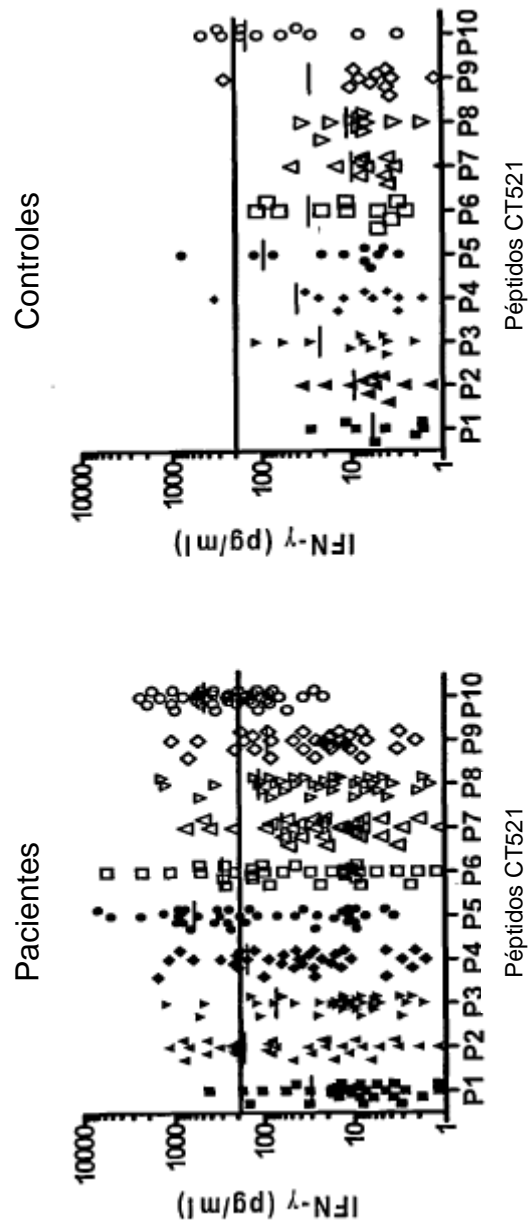 Pacientes
IFN-γ (pg/ml)
10000
1000
100
10
1
P1 P2 P3 P4 P5 P6 P7 P8 P9 P10
Péptidos CT521
Controles
IFN-γ (pg/ml)
10000
1000
100
10
1
P1 P2 P3 P4 P5 P6 P7 P8 P9 P10
Péptidos CT521